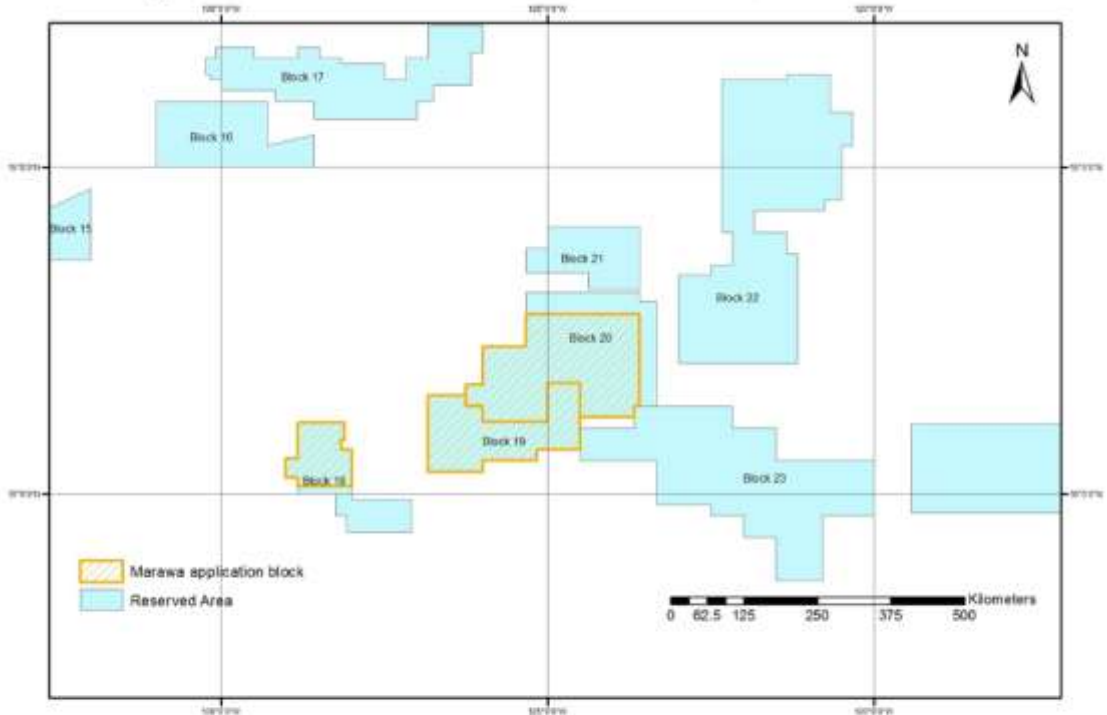 N
Block 17
Block 16
Block 15
Block 21
Block 22
Block 20
Block 19
Block 18
Block 23
Marawa application block
Reserved Area
Kilometers
0 62.5 125 250 375 500